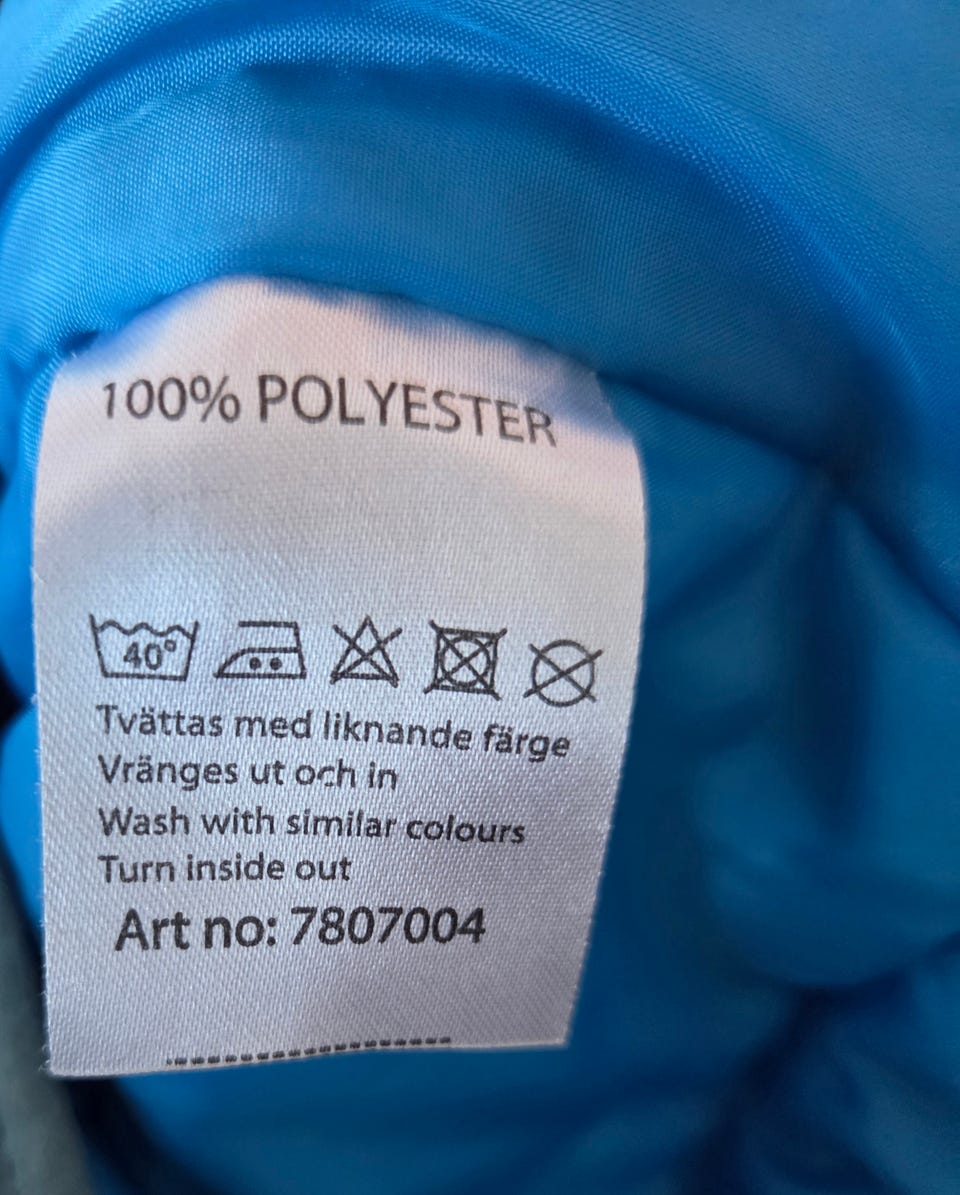 100% POLYESTER
40°
Tvättas med liknande färge
Vränges ut och in
Wash with similar colours
Turn inside out
Art no: 7807004